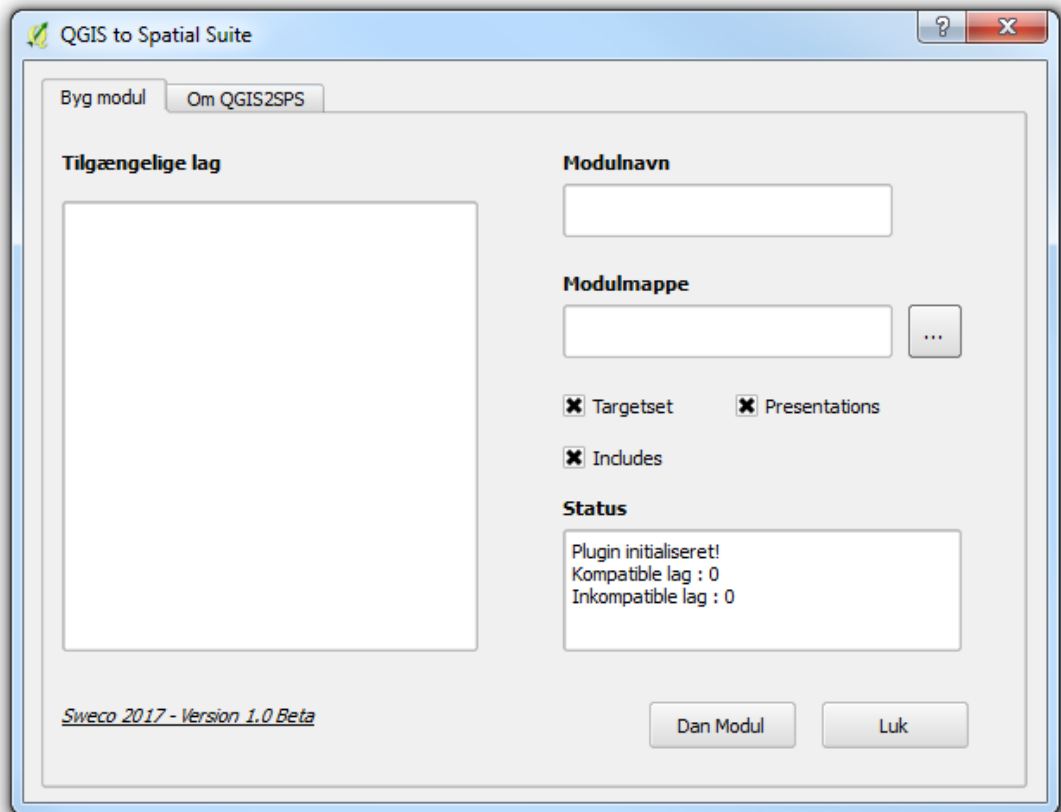 QGIS to Spatial Suite
?
X
Byg modul
Om QGIS2SPS
Tilgængelige lag
Modulnavn
Modulmappe
...
Targetset
Presentations
Includes
Status
Plugin initialiseret!
Kompatible lag : 0
Inkompatible lag : 0
Sweco 2017 - Version 1.0 Beta
Dan Modul
Luk